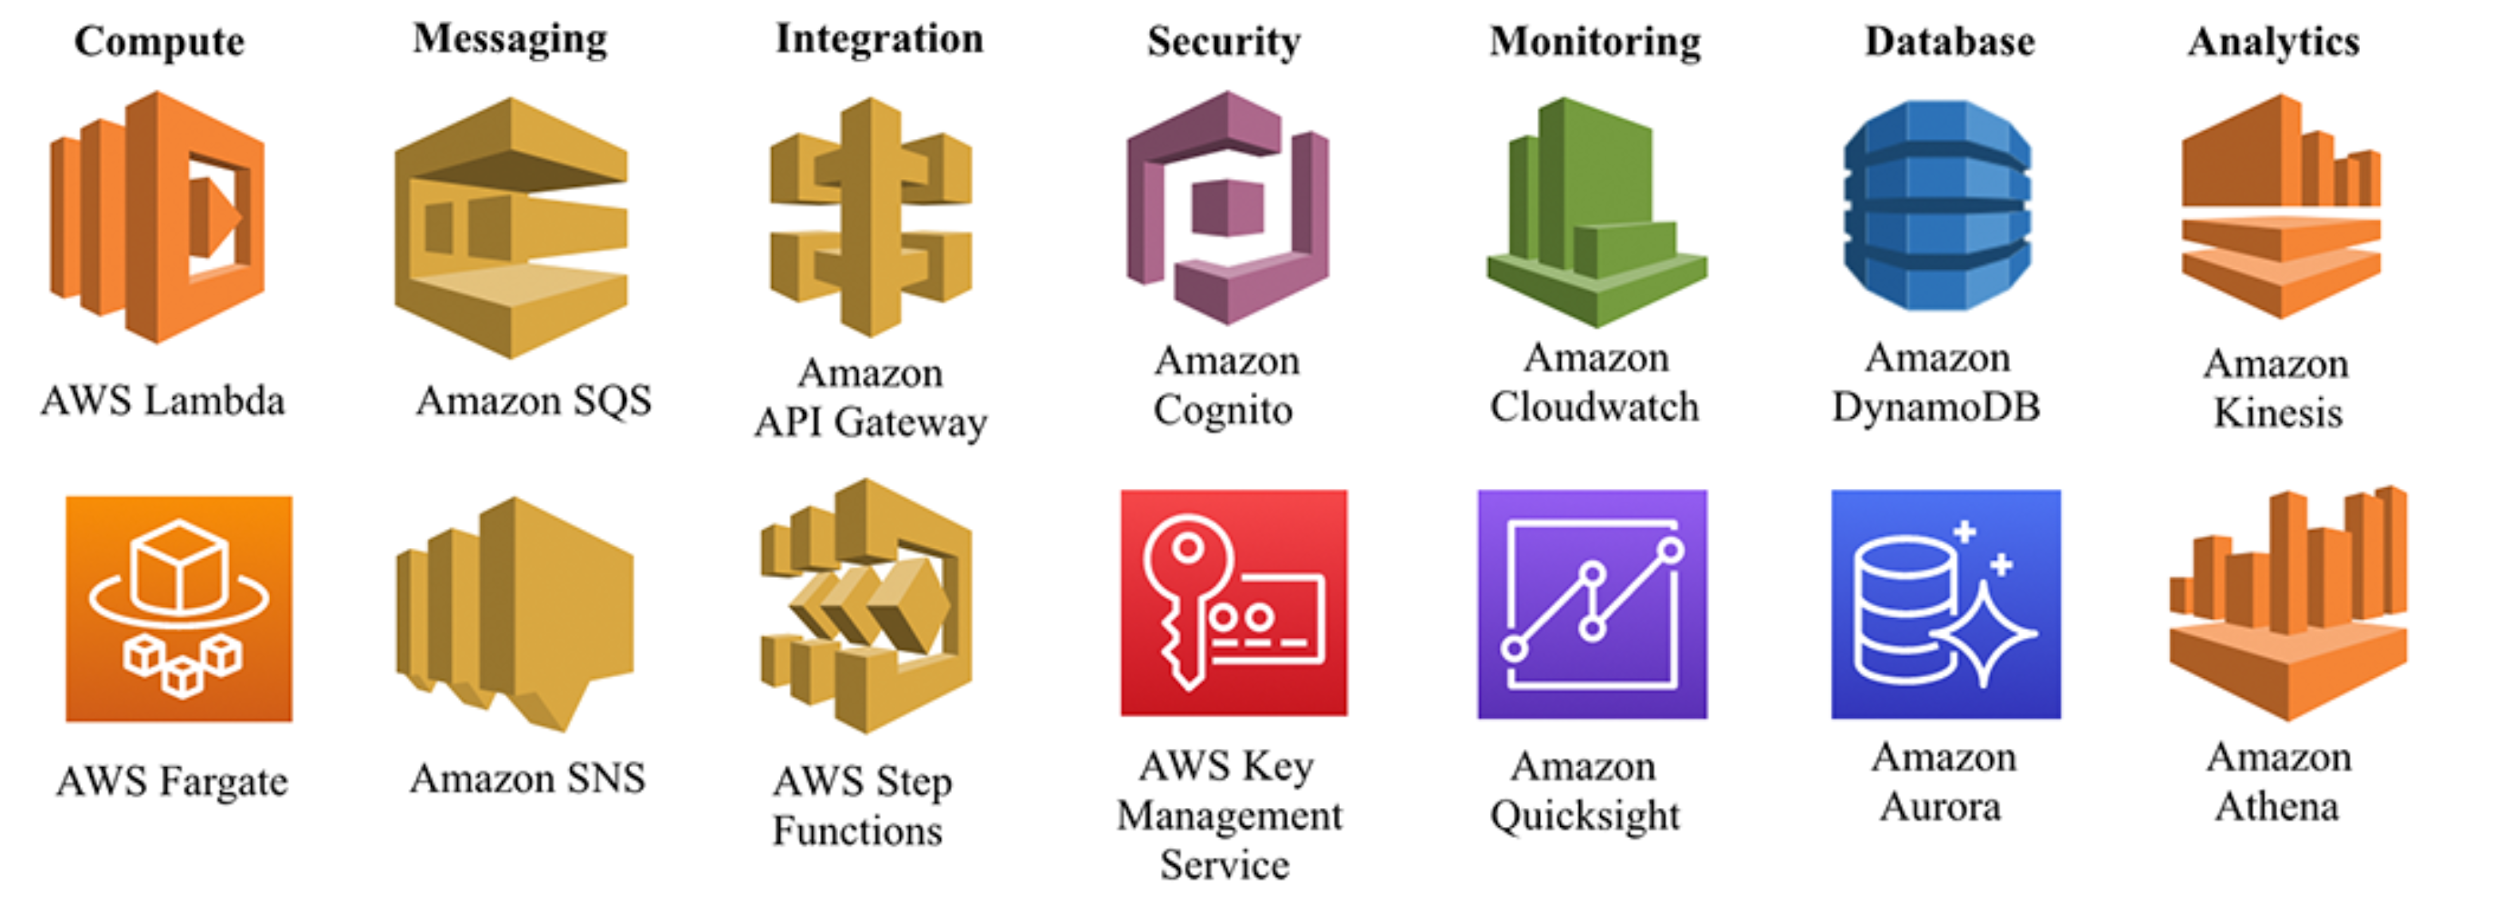 Compute
Messaging
Integration
Security
Monitoring
Database
Analytics
AWS Lambda
Amazon SQS
Amazon
API Gateway
Amazon
Cognito
Amazon
Cloudwatch
Amazon
DynamoDB
Amazon
Kinesis
AWS Fargate
Amazon SNS
AWS Step
Functions
AWS Key
Management
Service
Amazon
Quicksight
Amazon
Aurora
Amazon
Athena